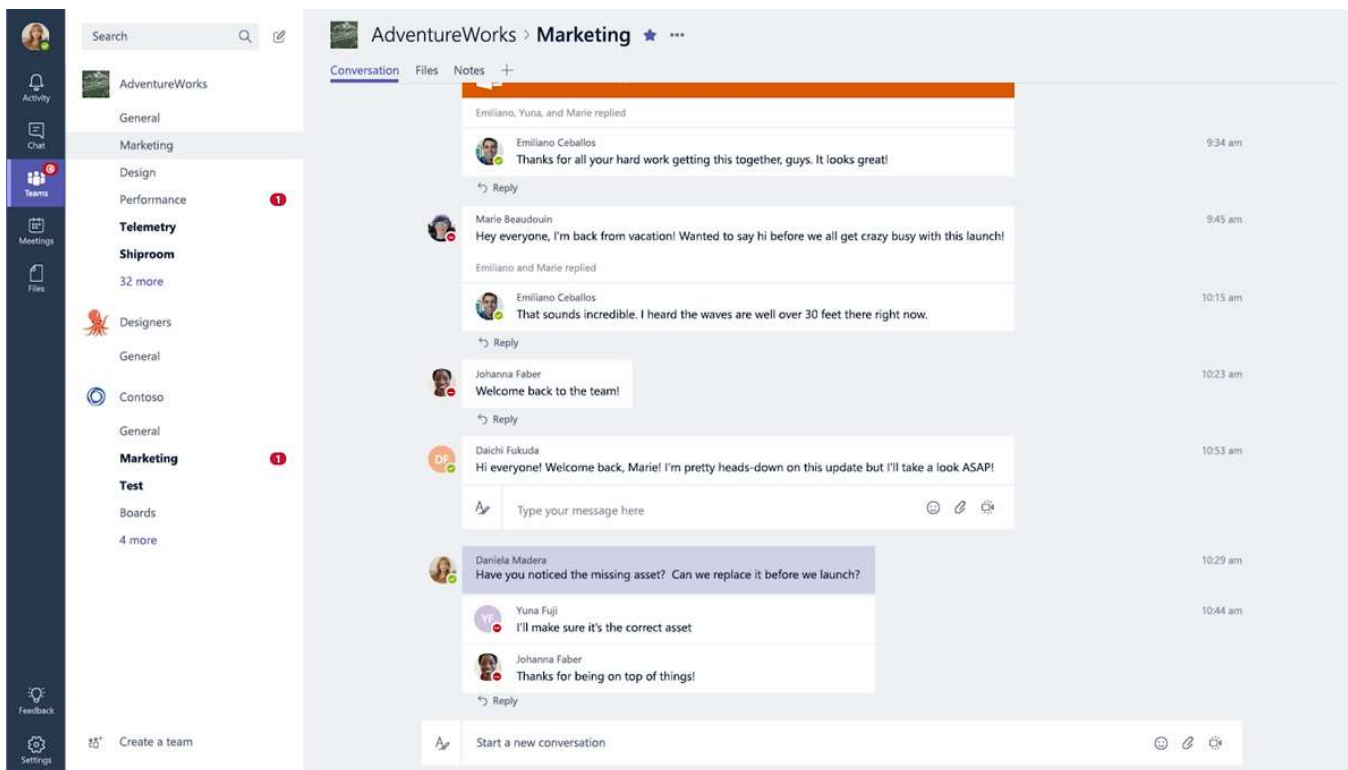 Activity
Chat
Teams
Meetings
Files
Feedback
Settings
Search
AdventureWorks
General
Marketing
Design
Performance 1
Telemetry
Shiproom
32 more
Designers
General
Contoso
General
Marketing 1
Test
Boards
4 more
Create a team
AdventureWorks > Marketing
Conversation Files Notes
Emiliano, Yuna, and Marie replied
Emiliano Ceballos 9:34 am
Thanks for all your hard work getting this together, guys. It looks great!
Reply
Marie Beaudouin 9:45 am
Hey everyone, I'm back from vacation! Wanted to say hi before we all get crazy busy with this launch!
Emiliano and Marie replied
Emiliano Ceballos 10:15 am
That sounds incredible. I heard the waves are well over 30 feet there right now.
Reply
Johanna Faber 10:23 am
Welcome back to the team!
Reply
Daichi Fukuda 10:53 am
DF
Hi everyone! Welcome back, Marie! I'm pretty heads-down on this update but I'll take a look ASAP!
Type your message here
Daniela Madera 10:29 am
Have you noticed the missing asset? Can we replace it before we launch?
Yuna Fuji 10:44 am
YF
I'll make sure it's the correct asset
Johanna Faber
Thanks for being on top of things!
Reply
Start a new conversation